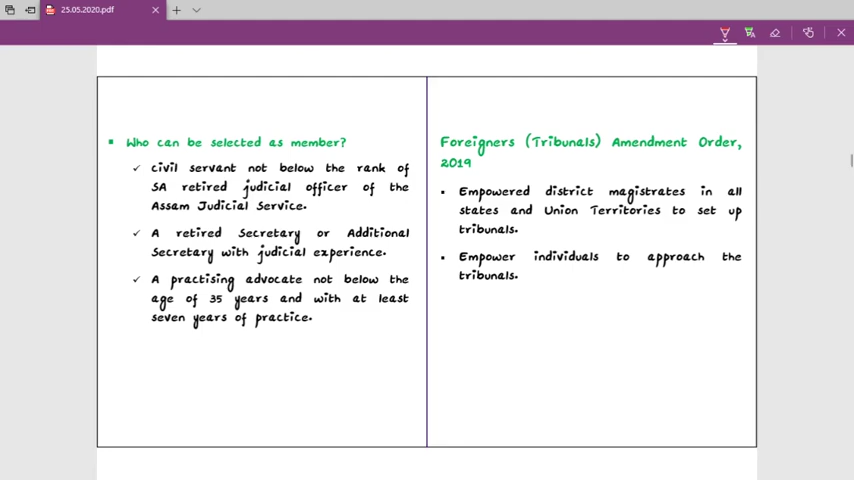 25.05.2020.pdf
Who can be selected as member?
✓ civil servant not below the rank of
SA retired judicial officer of the
Assam Judicial Service.
✓ A retired Secretary or Additional
Secretary with judicial experience.
✓ A practising advocate not below the
age of 35 years and with at least
seven years of practice.
Foreigners (Tribunals) Amendment Order,
2019
Empowered district magistrates in all
states and Union Territories to set up
tribunals.
Empower individuals to approach the
tribunals.